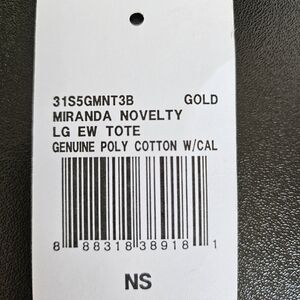 31S5GMNT3B GOLD
MIRANDA NOVELTY
LG EW TOTE
GENUINE POLY COTTON W/CAL
8 88318 38918 1
NS